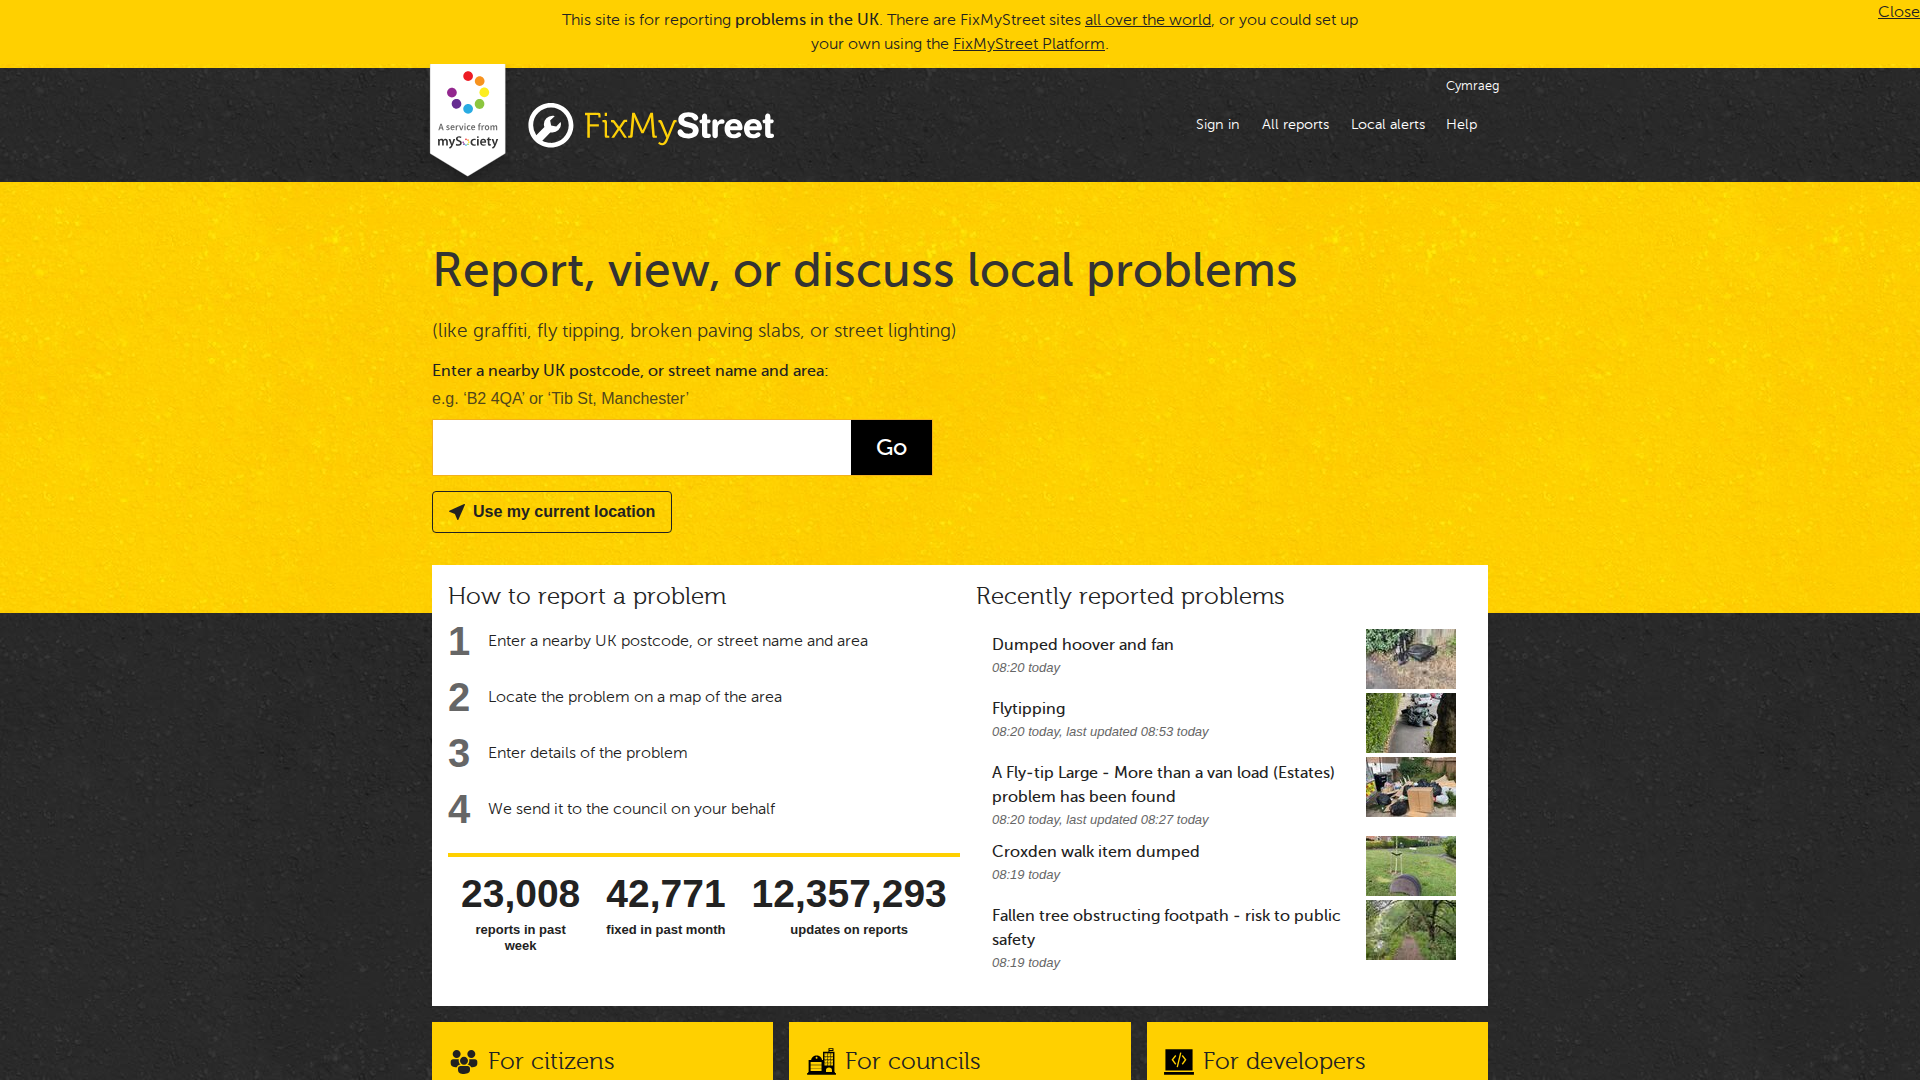 This site is for reporting problems in the UK. There are FixMyStreet sites all over the world, or you could set up
your own using the FixMyStreet Platform.
Close
A service from
mySociety
FixMyStreet
Cymraeg
Sign in
All reports
Local alerts
Help
Report, view, or discuss local problems
(like graffiti, fly tipping, broken paving slabs, or street lighting)
Enter a nearby UK postcode, or street name and area:
e.g. ‘B2 4QA’ or ‘Tib St, Manchester’
Go
Use my current location
How to report a problem
1 Enter a nearby UK postcode, or street name and area
2 Locate the problem on a map of the area
3 Enter details of the problem
4 We send it to the council on your behalf
23,008
reports in past
week
42,771
fixed in past month
12,357,293
updates on reports
Recently reported problems
Dumped hoover and fan
08:20 today
Flytipping
08:20 today, last updated 08:53 today
A Fly-tip Large - More than a van load (Estates)
problem has been found
08:20 today, last updated 08:27 today
Croxden walk item dumped
08:19 today
Fallen tree obstructing footpath - risk to public
safety
08:19 today
For citizens
For councils
For developers